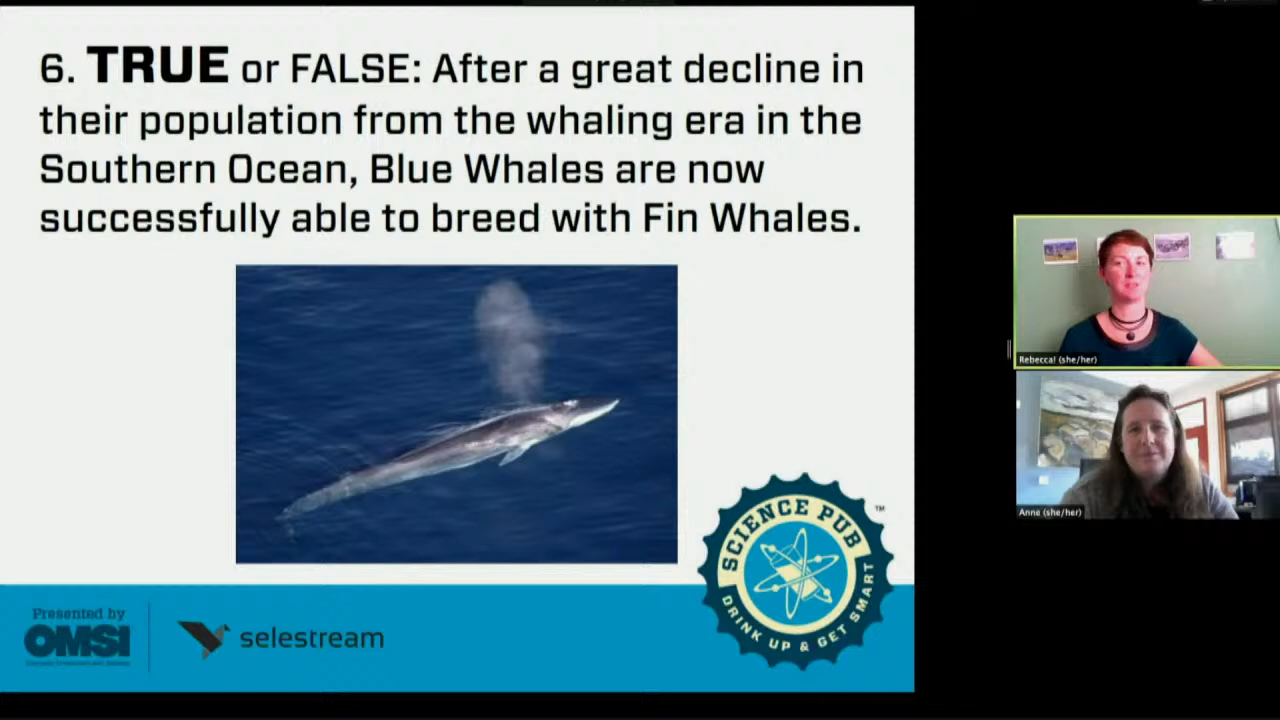 6. TRUE or FALSE: After a great decline in
their population from the whaling era in the
Southern Ocean, Blue Whales are now
successfully able to breed with Fin Whales.
Rebecca! (she/her)
Anne (she/her)
SCIENCE PUB
DRINK UP & GET SMART
TM
Presented by
OMSI
selestream